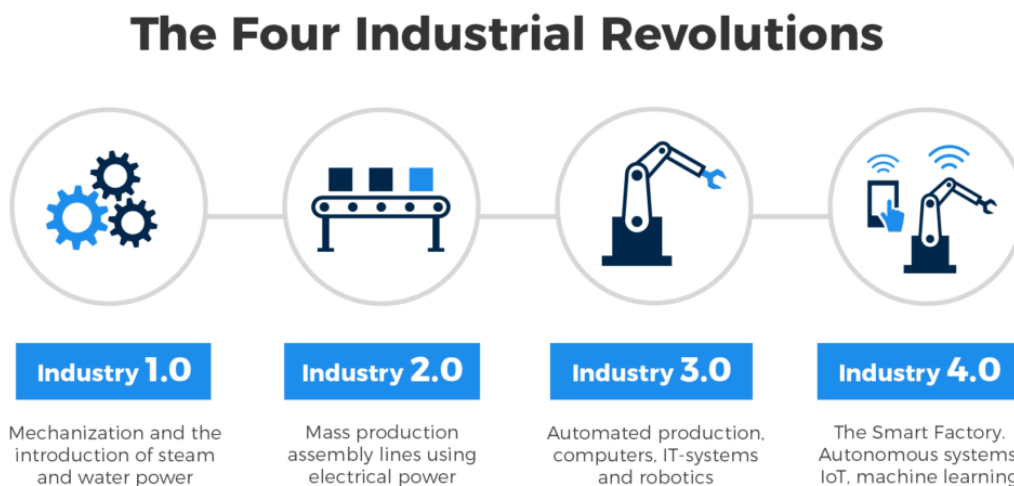 The Four Industrial Revolutions
Industry 1.0
Mechanization and the
introduction of steam
and water power
Industry 2.0
Mass production
assembly lines using
electrical power
Industry 3.0
Automated production,
computers, IT-systems
and robotics
Industry 4.0
The Smart Factory.
Autonomous systems
IoT, machine learning